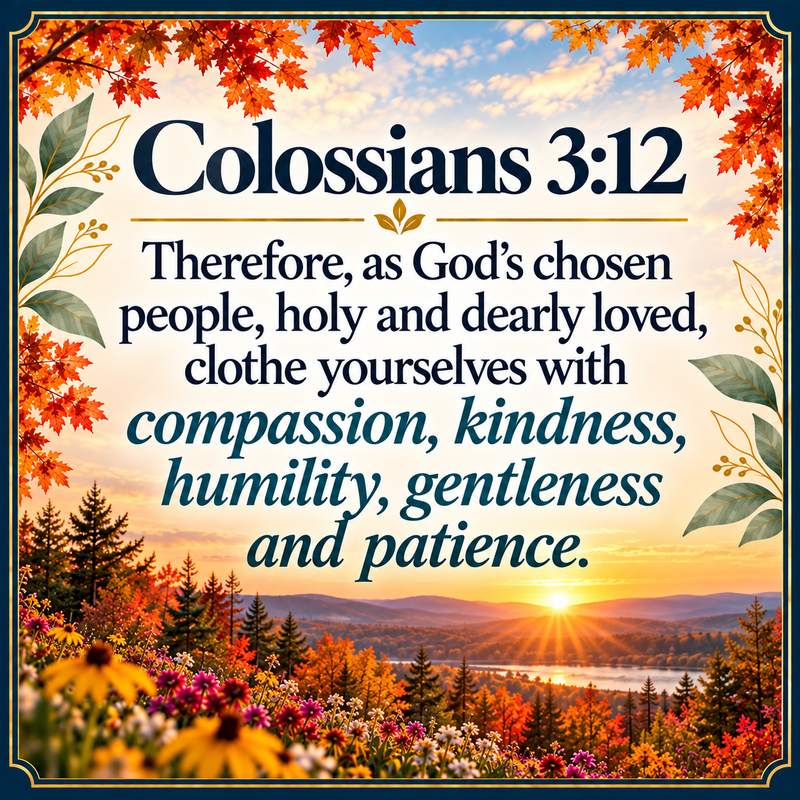 Colossians 3:12
Therefore, as God’s chosen
people, holy and dearly loved,
clothe yourselves with
compassion, kindness,
humility, gentleness
and patience.